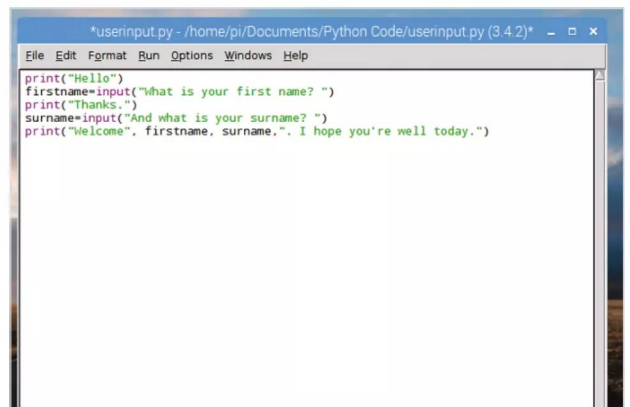 *userinput.py - /home/pi/Documents/Python Code/userinput.py (3.4.2)*
File Edit Format Run Options Windows Help
print("Hello")
firstname=input("What is your first name? ")
print("Thanks.")
surname=input("And what is your surname? ")
print("Welcome", firstname, surname,". I hope you're well today.")